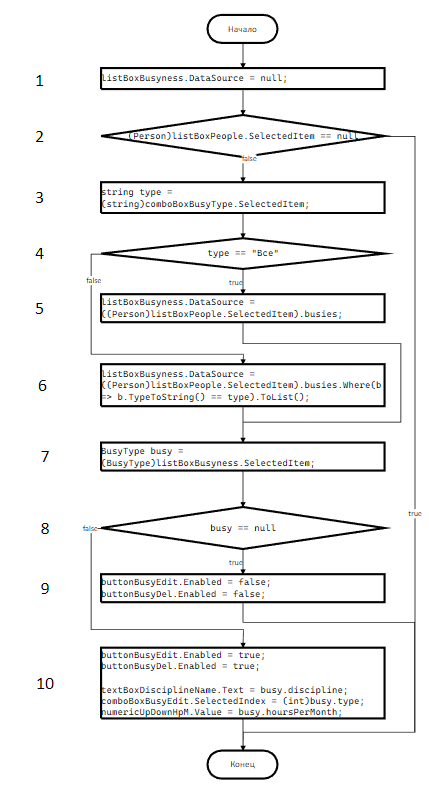 Начало
1
listBoxBusyness.DataSource = null;
2
(Person)listBoxPeople.SelectedItem == null
false
3
string type =
(string)comboBoxBusyType.SelectedItem;
4
type == "Все"
false
true
5
listBoxBusyness.DataSource =
((Person)listBoxPeople.SelectedItem).busies;
6
listBoxBusyness.DataSource =
((Person)listBoxPeople.SelectedItem).busies.Where(b
=> b.TypeToString() == type).ToList();
7
BusyType busy =
(BusyType)listBoxBusyness.SelectedItem;
true
8
false
busy == null
true
9
buttonBusyEdit.Enabled = false;
buttonBusyDel.Enabled = false;
10
buttonBusyEdit.Enabled = true;
buttonBusyDel.Enabled = true;
textBoxDisciplineName.Text = busy.discipline;
comboBoxBusyEdit.SelectedIndex = (int)busy.type;
numericUpDownHpM.Value = busy.hoursPerMonth;
Конец